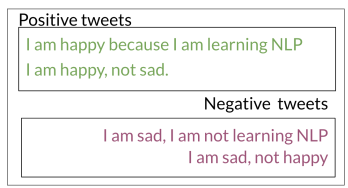 Positive tweets
I am happy because I am learning NLP
I am happy, not sad.
Negative tweets
I am sad, I am not learning NLP
I am sad, not happy